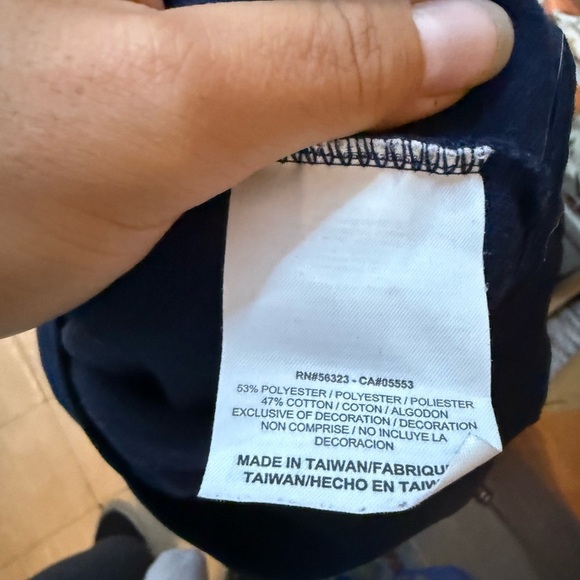 RN#56323 - CA#05553
53% POLYESTER / POLYESTER / POLIESTER
47% COTTON / COTON / ALGODON
EXCLUSIVE OF DECORATION / DECORATION
NON COMPRISE / NO INCLUYE LA
DECORACION
MADE IN TAIWAN/FABRIQU
TAIWAN/HECHO EN TAIW